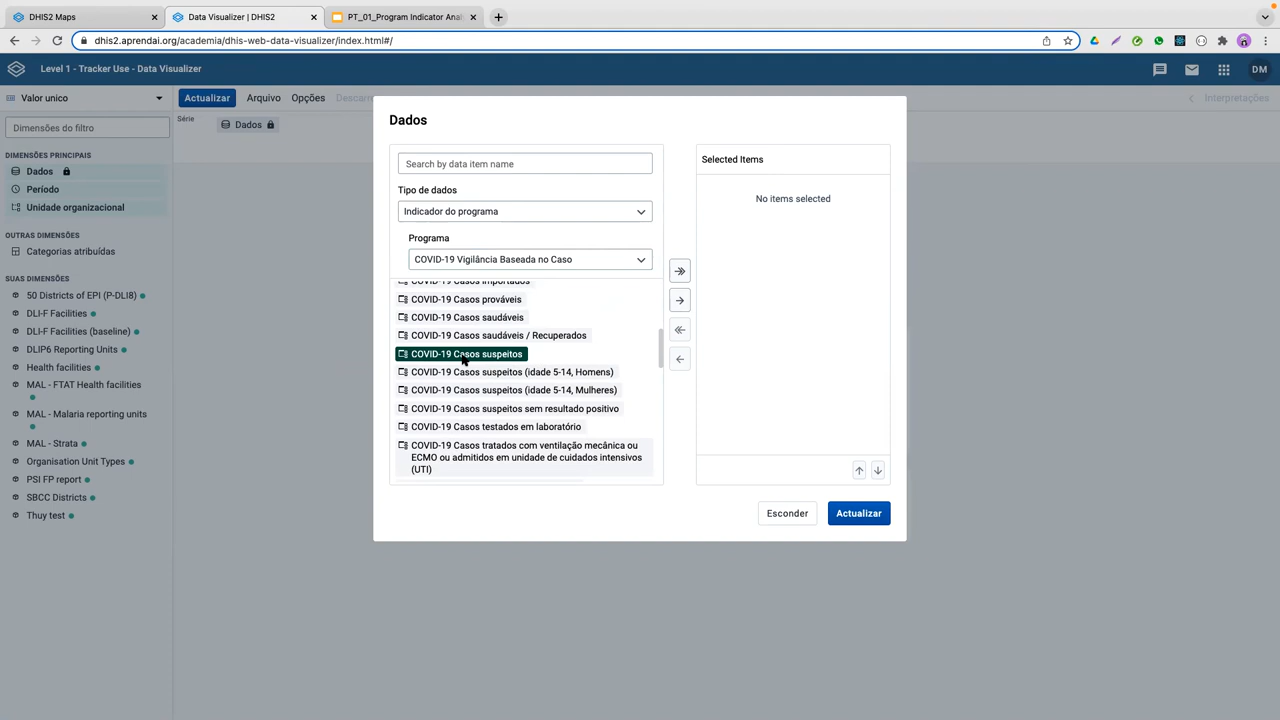 DHIS2 Maps
Data Visualizer | DHIS2
PT_01_Program Indicator Anal
dhis2.aprendai.org/academia/dhis-web-data-visualizer/index.html#/
Level 1 - Tracker Use - Data Visualizer
DM
Valor unico
Actualizar
Arquivo
Opções
Descarr
Interpretações
Dimensões do filtro
Série
Dados
DIMENSÕES PRINCIPAIS
Dados
Período
Unidade organizacional
OUTRAS DIMENSÕES
Categorias atribuídas
SUAS DIMENSÕES
50 Districts of EPI (P-DLI8)
DLI-F Facilities
DLI-F Facilities (baseline)
DLIP6 Reporting Units
Health facilities
MAL - FTAT Health facilities
MAL - Malaria reporting units
MAL - Strata
Organisation Unit Types
PSI FP report
SBCC Districts
Thuy test
Dados
Search by data item name
Tipo de dados
Indicador do programa
Programa
COVID-19 Vigilância Baseada no Caso
COVID-19 Casos importados
COVID-19 Casos prováveis
COVID-19 Casos saudáveis
COVID-19 Casos saudáveis / Recuperados
COVID-19 Casos suspeitos
COVID-19 Casos suspeitos (idade 5-14, Homens)
COVID-19 Casos suspeitos (idade 5-14, Mulheres)
COVID-19 Casos suspeitos sem resultado positivo
COVID-19 Casos testados em laboratório
COVID-19 Casos tratados com ventilação mecânica ou
ECMO ou admitidos em unidade de cuidados intensivos
(UTI)
Selected Items
No items selected
Esconder
Actualizar